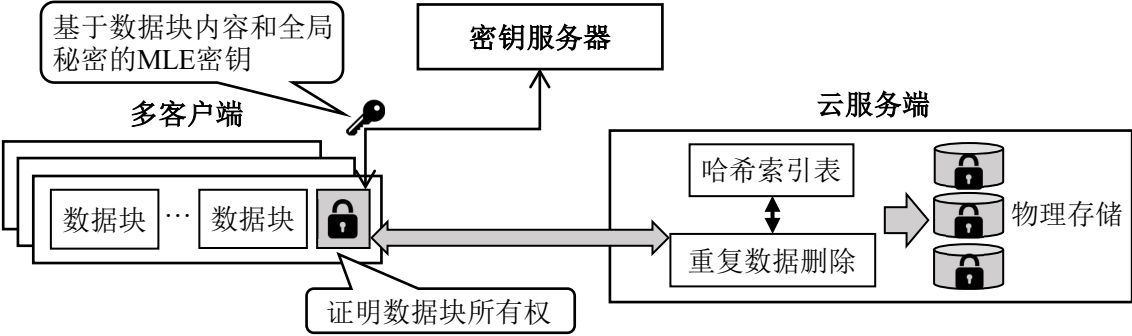 基于数据块内容和全局
秘密的MLE密钥
密钥服务器
多客户端
云服务端
数据块 … 数据块
哈希索引表
重复数据删除
物理存储
证明数据块所有权